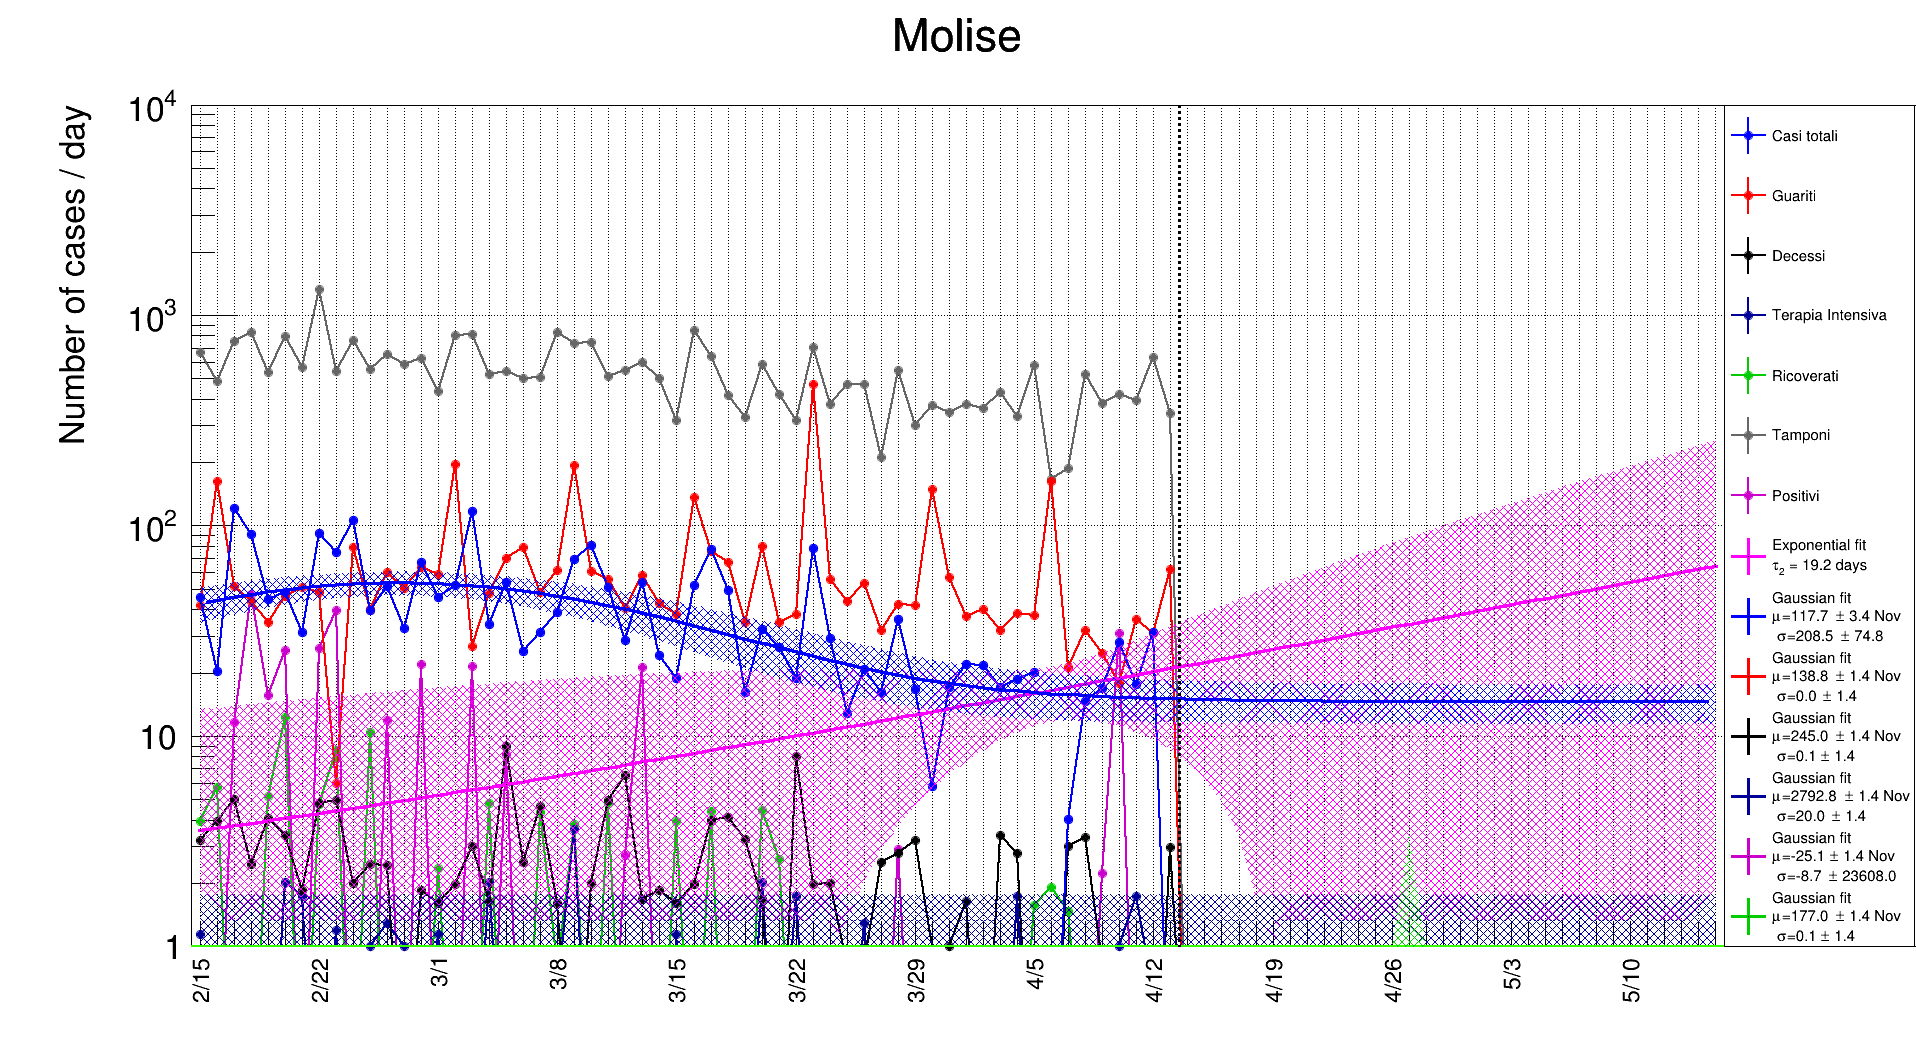 Molise
Number of cases / day
10^4
10^3
10^2
10
1
2/15
2/22
3/1
3/8
3/15
3/22
3/29
4/5
4/12
4/19
4/26
5/3
5/10
Casi totali
Guariti
Decessi
Terapia Intensiva
Ricoverati
Tamponi
Positivi
Exponential fit
τ2 = 19.2 days
Gaussian fit
μ=117.7 ± 3.4 Nov
σ=208.5 ± 74.8
Gaussian fit
μ=138.8 ± 1.4 Nov
σ=0.0 ± 1.4
Gaussian fit
μ=245.0 ± 1.4 Nov
σ=0.1 ± 1.4
Gaussian fit
μ=2792.8 ± 1.4 Nov
σ=20.0 ± 1.4
Gaussian fit
μ=-25.1 ± 1.4 Nov
σ=-8.7 ± 23608.0
Gaussian fit
μ=177.0 ± 1.4 Nov
σ=0.1 ± 1.4